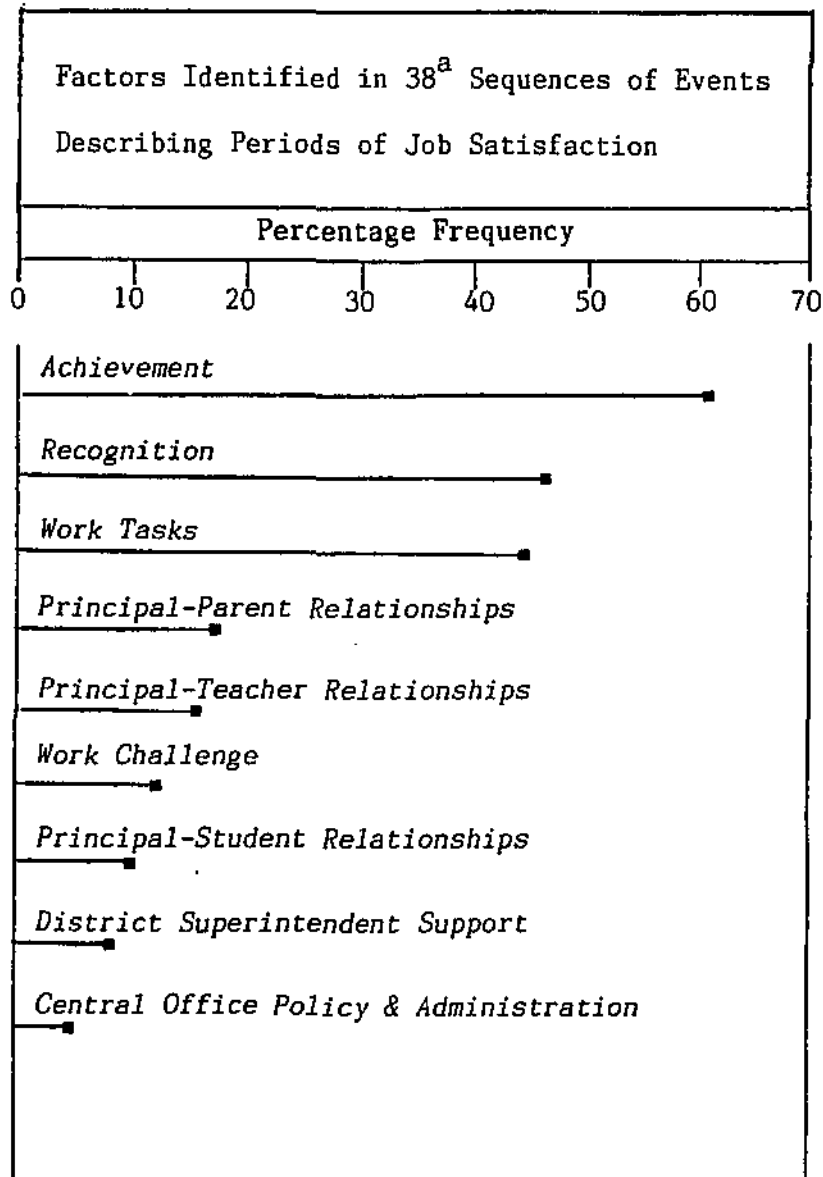 Factors Identified in 38ª Sequences of Events
Describing Periods of Job Satisfaction
Percentage Frequency
0 10 20 30 40 50 60 70
Achievement
Recognition
Work Tasks
Principal-Parent Relationships
Principal-Teacher Relationships
Work Challenge
Principal-Student Relationships
District Superintendent Support
Central Office Policy & Administration